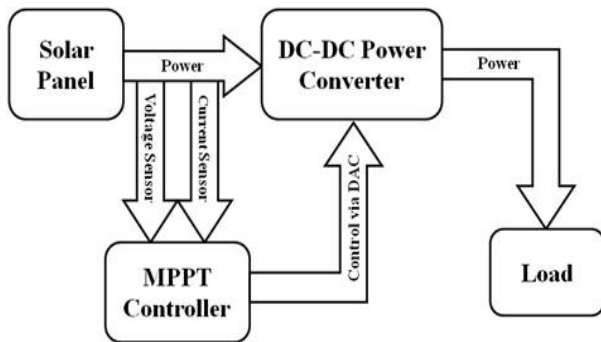 Solar
Panel
Power
DC-DC Power
Converter
Power
Voltage Sensor
Current Sensor
Control via DAC
MPPT
Controller
Load